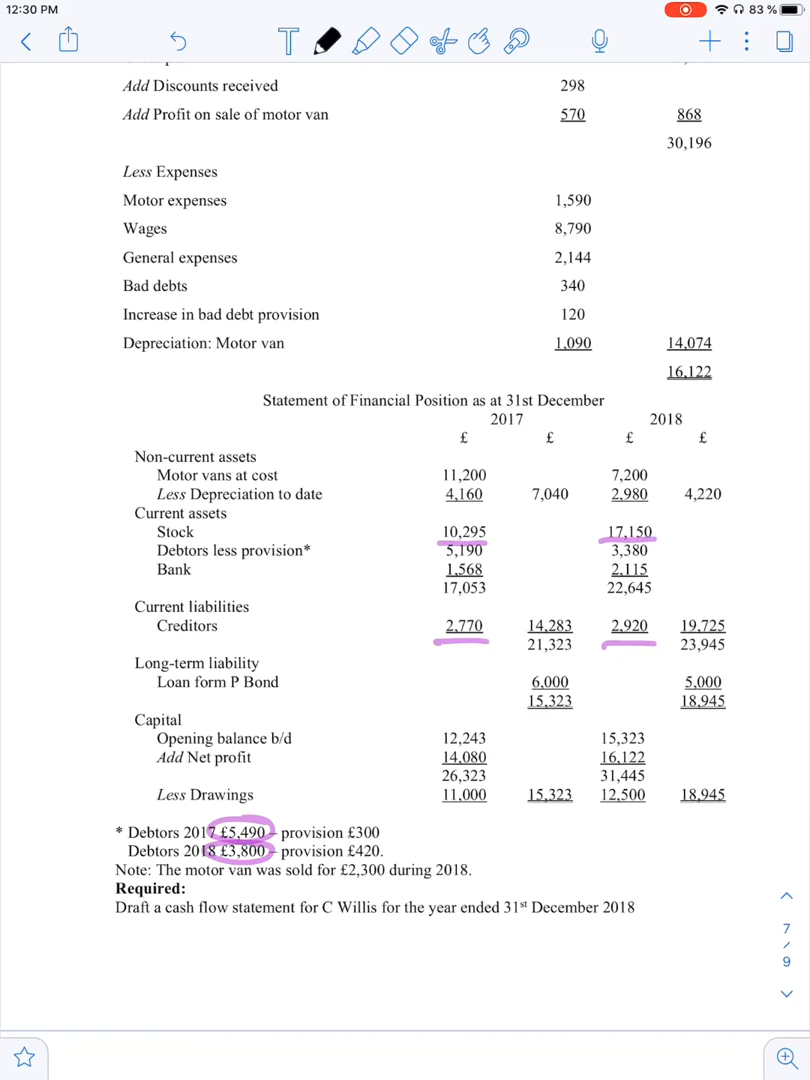 12:30 PM 83 %
Add Discounts received 298
Add Profit on sale of motor van 570 868
30,196
Less Expenses
Motor expenses 1,590
Wages 8,790
General expenses 2,144
Bad debts 340
Increase in bad debt provision 120
Depreciation: Motor van 1,090 14,074
16,122
Statement of Financial Position as at 31st December
2017 2018
£ £ £ £
Non-current assets
Motor vans at cost 11,200 7,200
Less Depreciation to date 4,160 7,040 2,980 4,220
Current assets
Stock 10,295 17,150
Debtors less provision* 5,190 3,380
Bank 1,568 2,115
17,053 22,645
Current liabilities
Creditors 2,770 14,283 2,920 19,725
21,323 23,945
Long-term liability
Loan form P Bond 6,000 5,000
15,323 18,945
Capital
Opening balance b/d 12,243 15,323
Add Net profit 14,080 16,122
26,323 31,445
Less Drawings 11,000 15,323 12,500 18,945
* Debtors 2017 £5,490 – provision £300
Debtors 2018 £3,800 – provision £420.
Note: The motor van was sold for £2,300 during 2018.
Required:
Draft a cash flow statement for C Willis for the year ended 31st December 2018
7
/
9